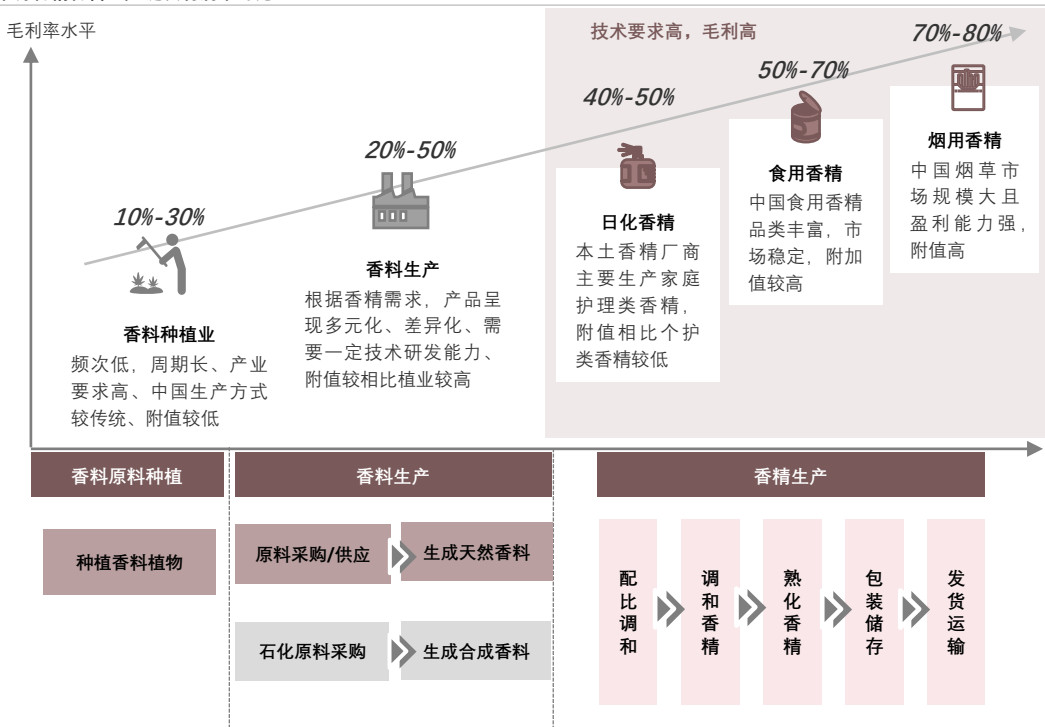 毛利率水平
技术要求高，毛利高
70%-80%
50%-70%
40%-50%
20%-50%
10%-30%
香料种植业
频次低，周期长、产业
要求高、中国生产方式
较传统、附值较低
香料生产
根据香精需求，产品呈
现多元化、差异化、需
要一定技术研发能力、
附值较相比植业较高
日化香精
本土香精厂商
主要生产家庭
护理类香精，
附值相比个护
类香精较低
食用香精
中国食用香精
品类丰富，市
场稳定，附加
值较高
烟用香精
中国烟草市
场规模大且
盈利能力强，
附值高
香料原料种植
香料生产
香精生产
种植香料植物
原料采购/供应
生成天然香料
石化原料采购
生成合成香料
配比调和
调和香精
熟化香精
包装储存
发货运输